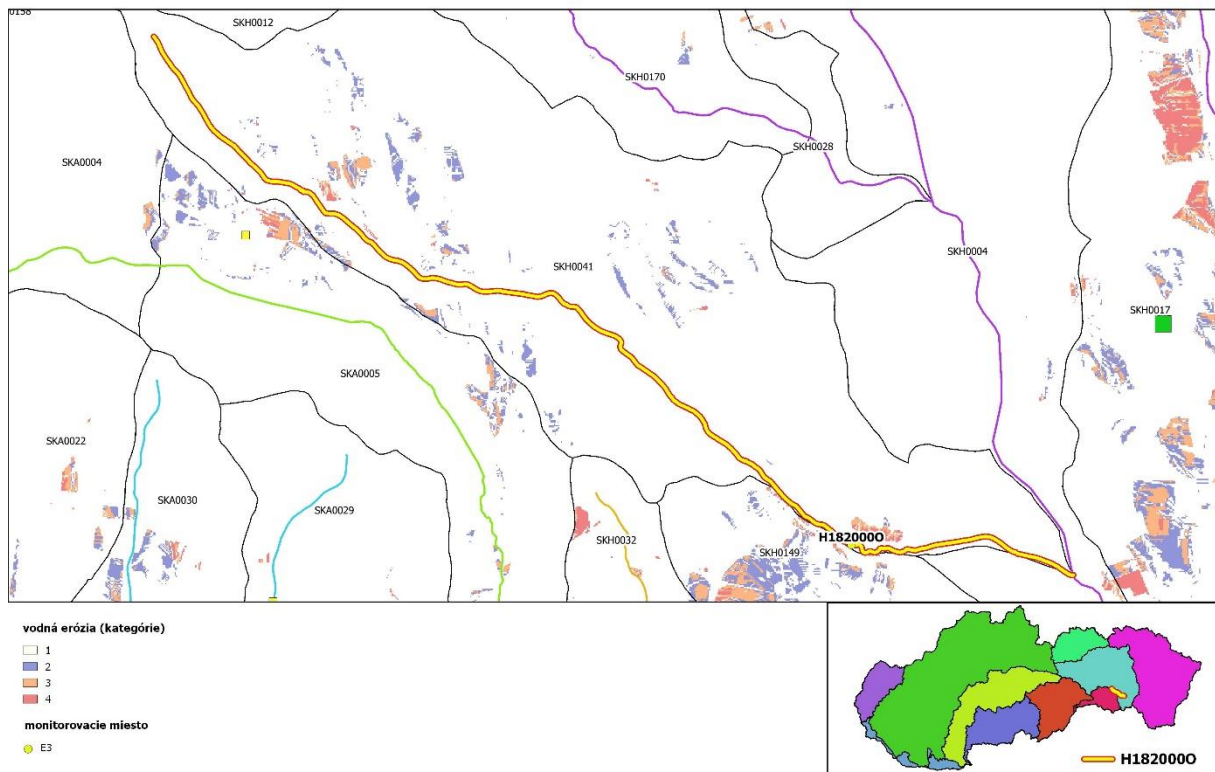 0158
SKH0012
SKH0170
SKH0028
SKA0004
SKH0004
SKH0041
SKH0017
SKA0005
SKA0022
SKA0030
SKA0029
SKH0032
H182000O
SKH0149
vodná erózia (kategórie)
1
2
3
4
monitorovacie miesto
E3
H182000O